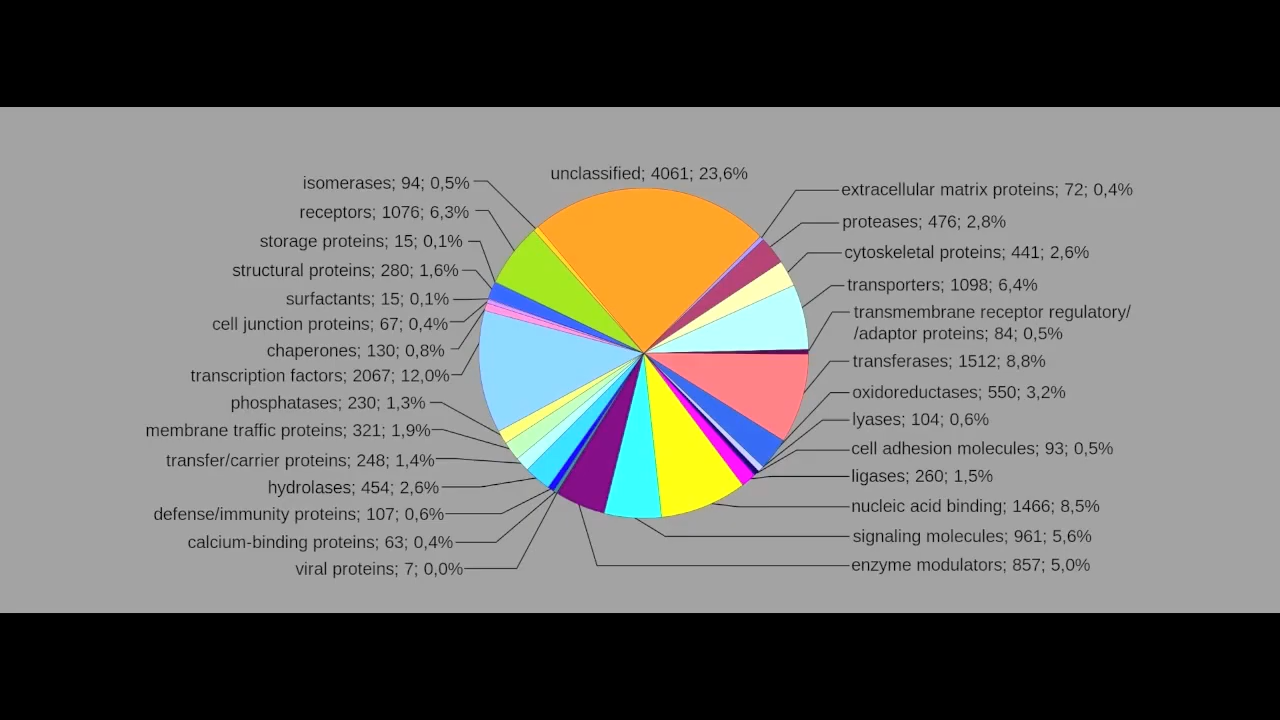 unclassified; 4061; 23,6%
isomerases; 94; 0,5%
receptors; 1076; 6,3%
storage proteins; 15; 0,1%
structural proteins; 280; 1,6%
surfactants; 15; 0,1%
cell junction proteins; 67; 0,4%
chaperones; 130; 0,8%
transcription factors; 2067; 12,0%
phosphatases; 230; 1,3%
membrane traffic proteins; 321; 1,9%
transfer/carrier proteins; 248; 1,4%
hydrolases; 454; 2,6%
defense/immunity proteins; 107; 0,6%
calcium-binding proteins; 63; 0,4%
viral proteins; 7; 0,0%
extracellular matrix proteins; 72; 0,4%
proteases; 476; 2,8%
cytoskeletal proteins; 441; 2,6%
transporters; 1098; 6,4%
transmembrane receptor regulatory/
/adaptor proteins; 84; 0,5%
transferases; 1512; 8,8%
oxidoreductases; 550; 3,2%
lyases; 104; 0,6%
cell adhesion molecules; 93; 0,5%
ligases; 260; 1,5%
nucleic acid binding; 1466; 8,5%
signaling molecules; 961; 5,6%
enzyme modulators; 857; 5,0%